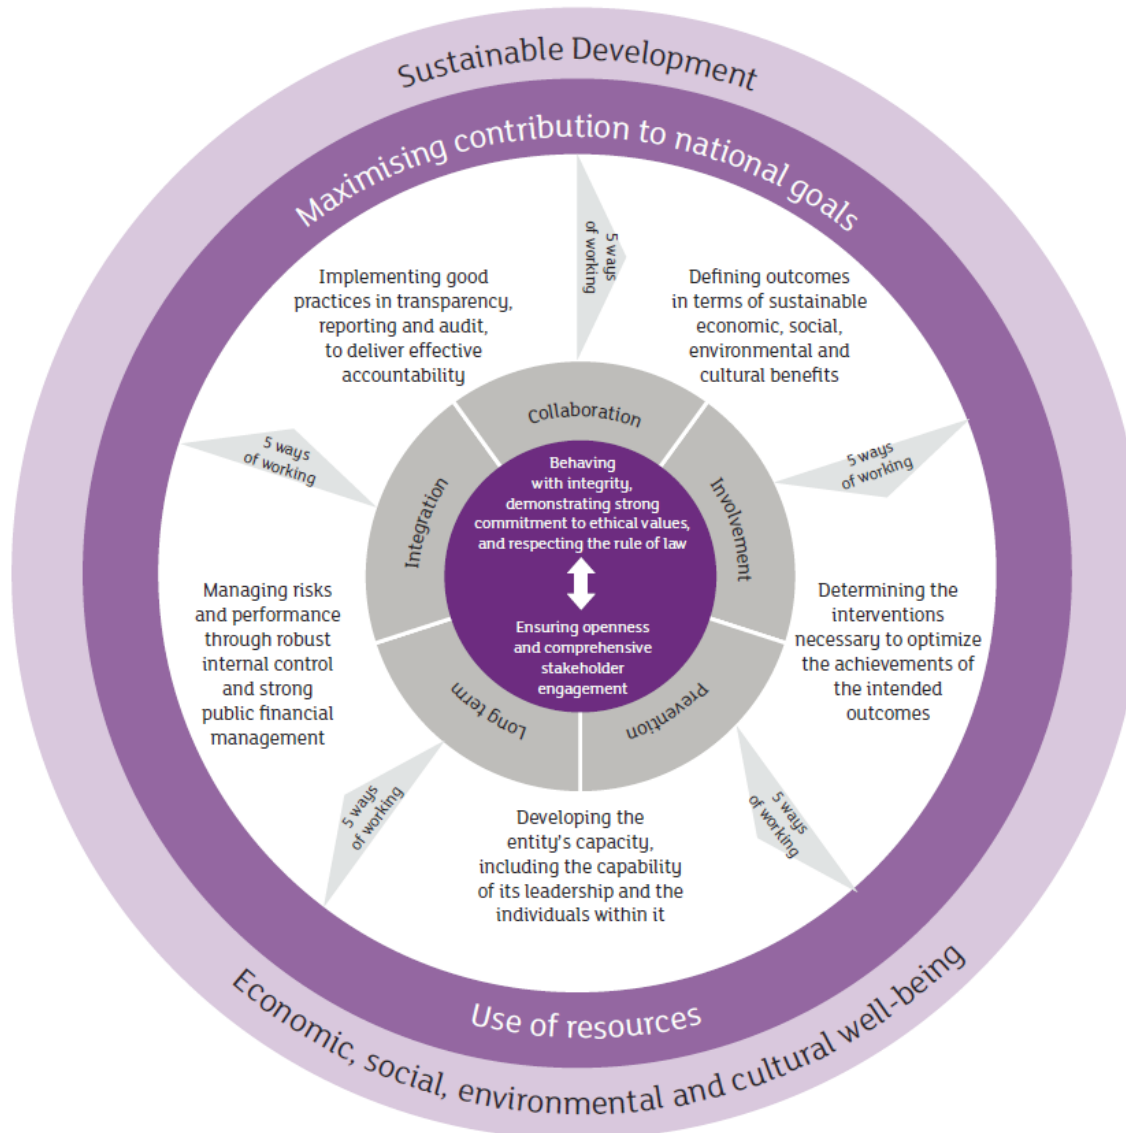 Sustainable Development
Maximising contribution to national goals
5 ways
of working
Implementing good
practices in transparency,
reporting and audit,
to deliver effective
accountability
Defining outcomes
in terms of sustainable
economic, social,
environmental and
cultural benefits
Collaboration
5 ways
of working
5 ways
of working
Integration
Involvement
Behaving
with integrity,
demonstrating strong
commitment to ethical values,
and respecting the rule of law
Ensuring openness
and comprehensive
stakeholder
engagement
Managing risks
and performance
through robust
internal control
and strong
public financial
management
Determining the
interventions
necessary to optimize
the achievements of
the intended
outcomes
Long term
Prevention
5 ways
of working
5 ways
of working
Developing the
entity's capacity,
including the capability
of its leadership and the
individuals within it
Use of resources
Economic, social, environmental and cultural well-being